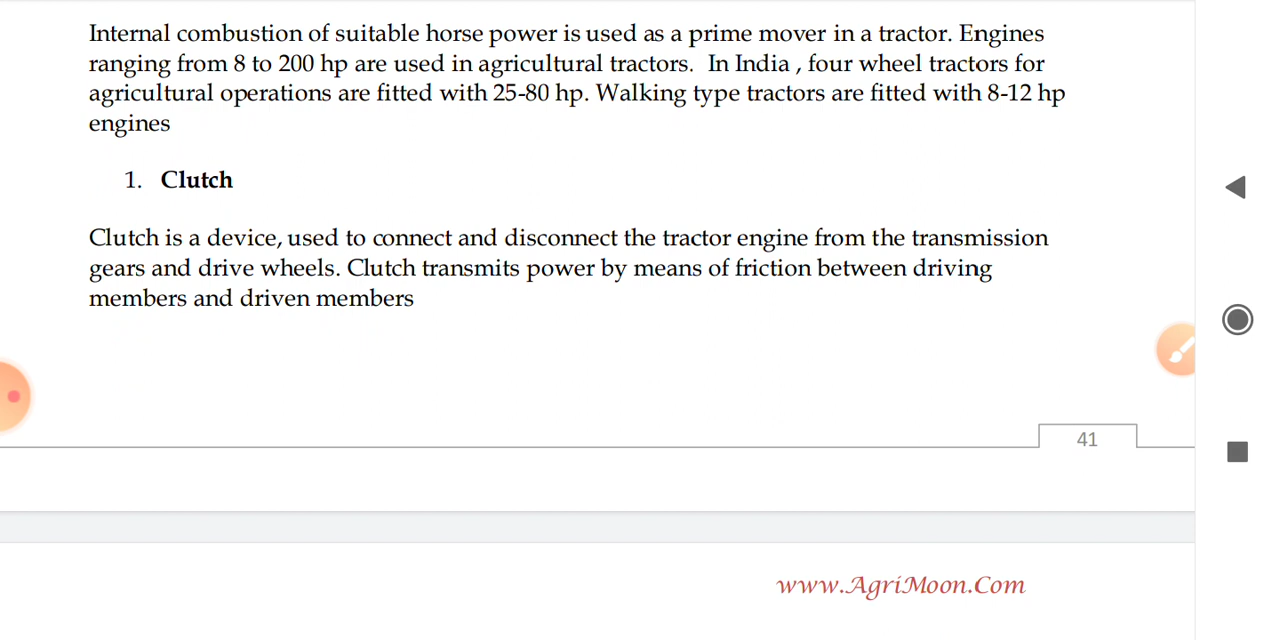 Internal combustion of suitable horse power is used as a prime mover in a tractor. Engines
ranging from 8 to 200 hp are used in agricultural tractors.  In India , four wheel tractors for
agricultural operations are fitted with 25-80 hp. Walking type tractors are fitted with 8-12 hp
engines
1. Clutch
Clutch is a device, used to connect and disconnect the tractor engine from the transmission
gears and drive wheels. Clutch transmits power by means of friction between driving
members and driven members
41
www.AgriMoon.Com